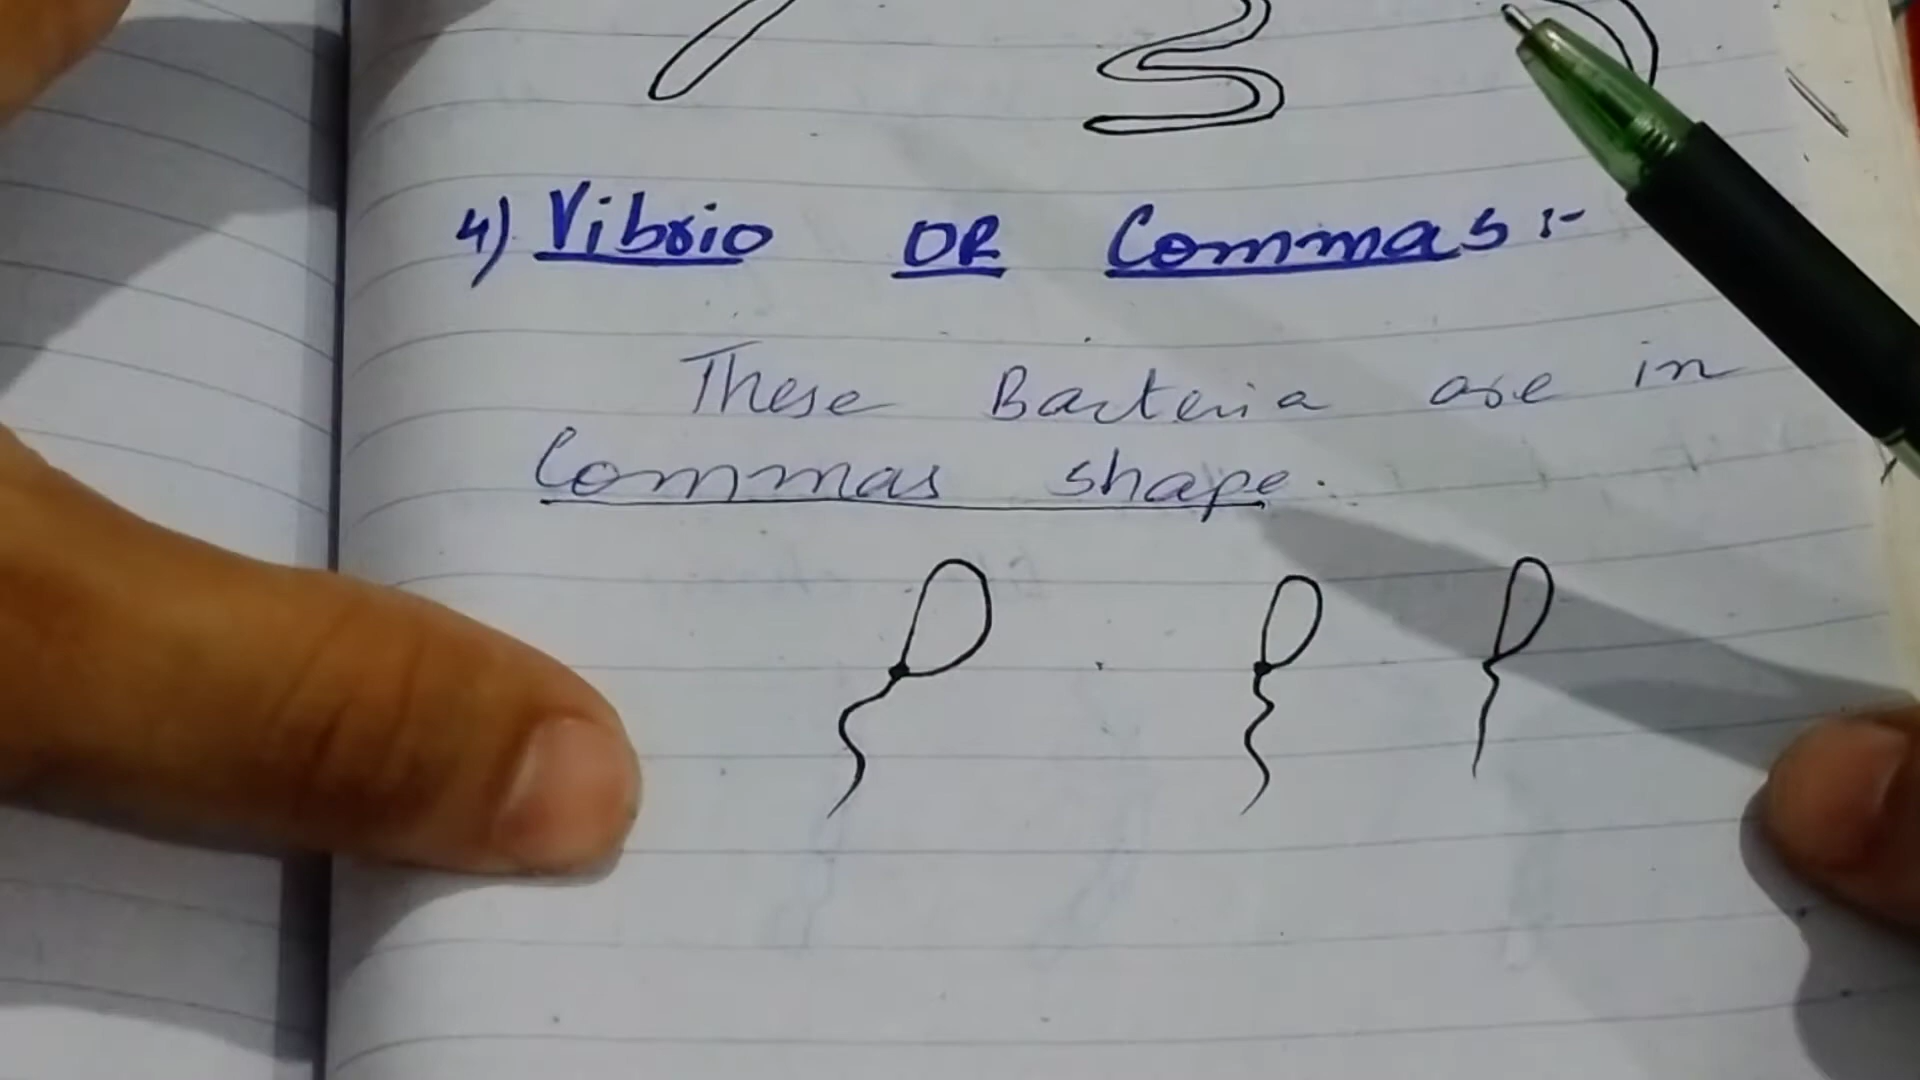 4) Vibrio OR Commas :-
These Bacteria are in
Commas shape.